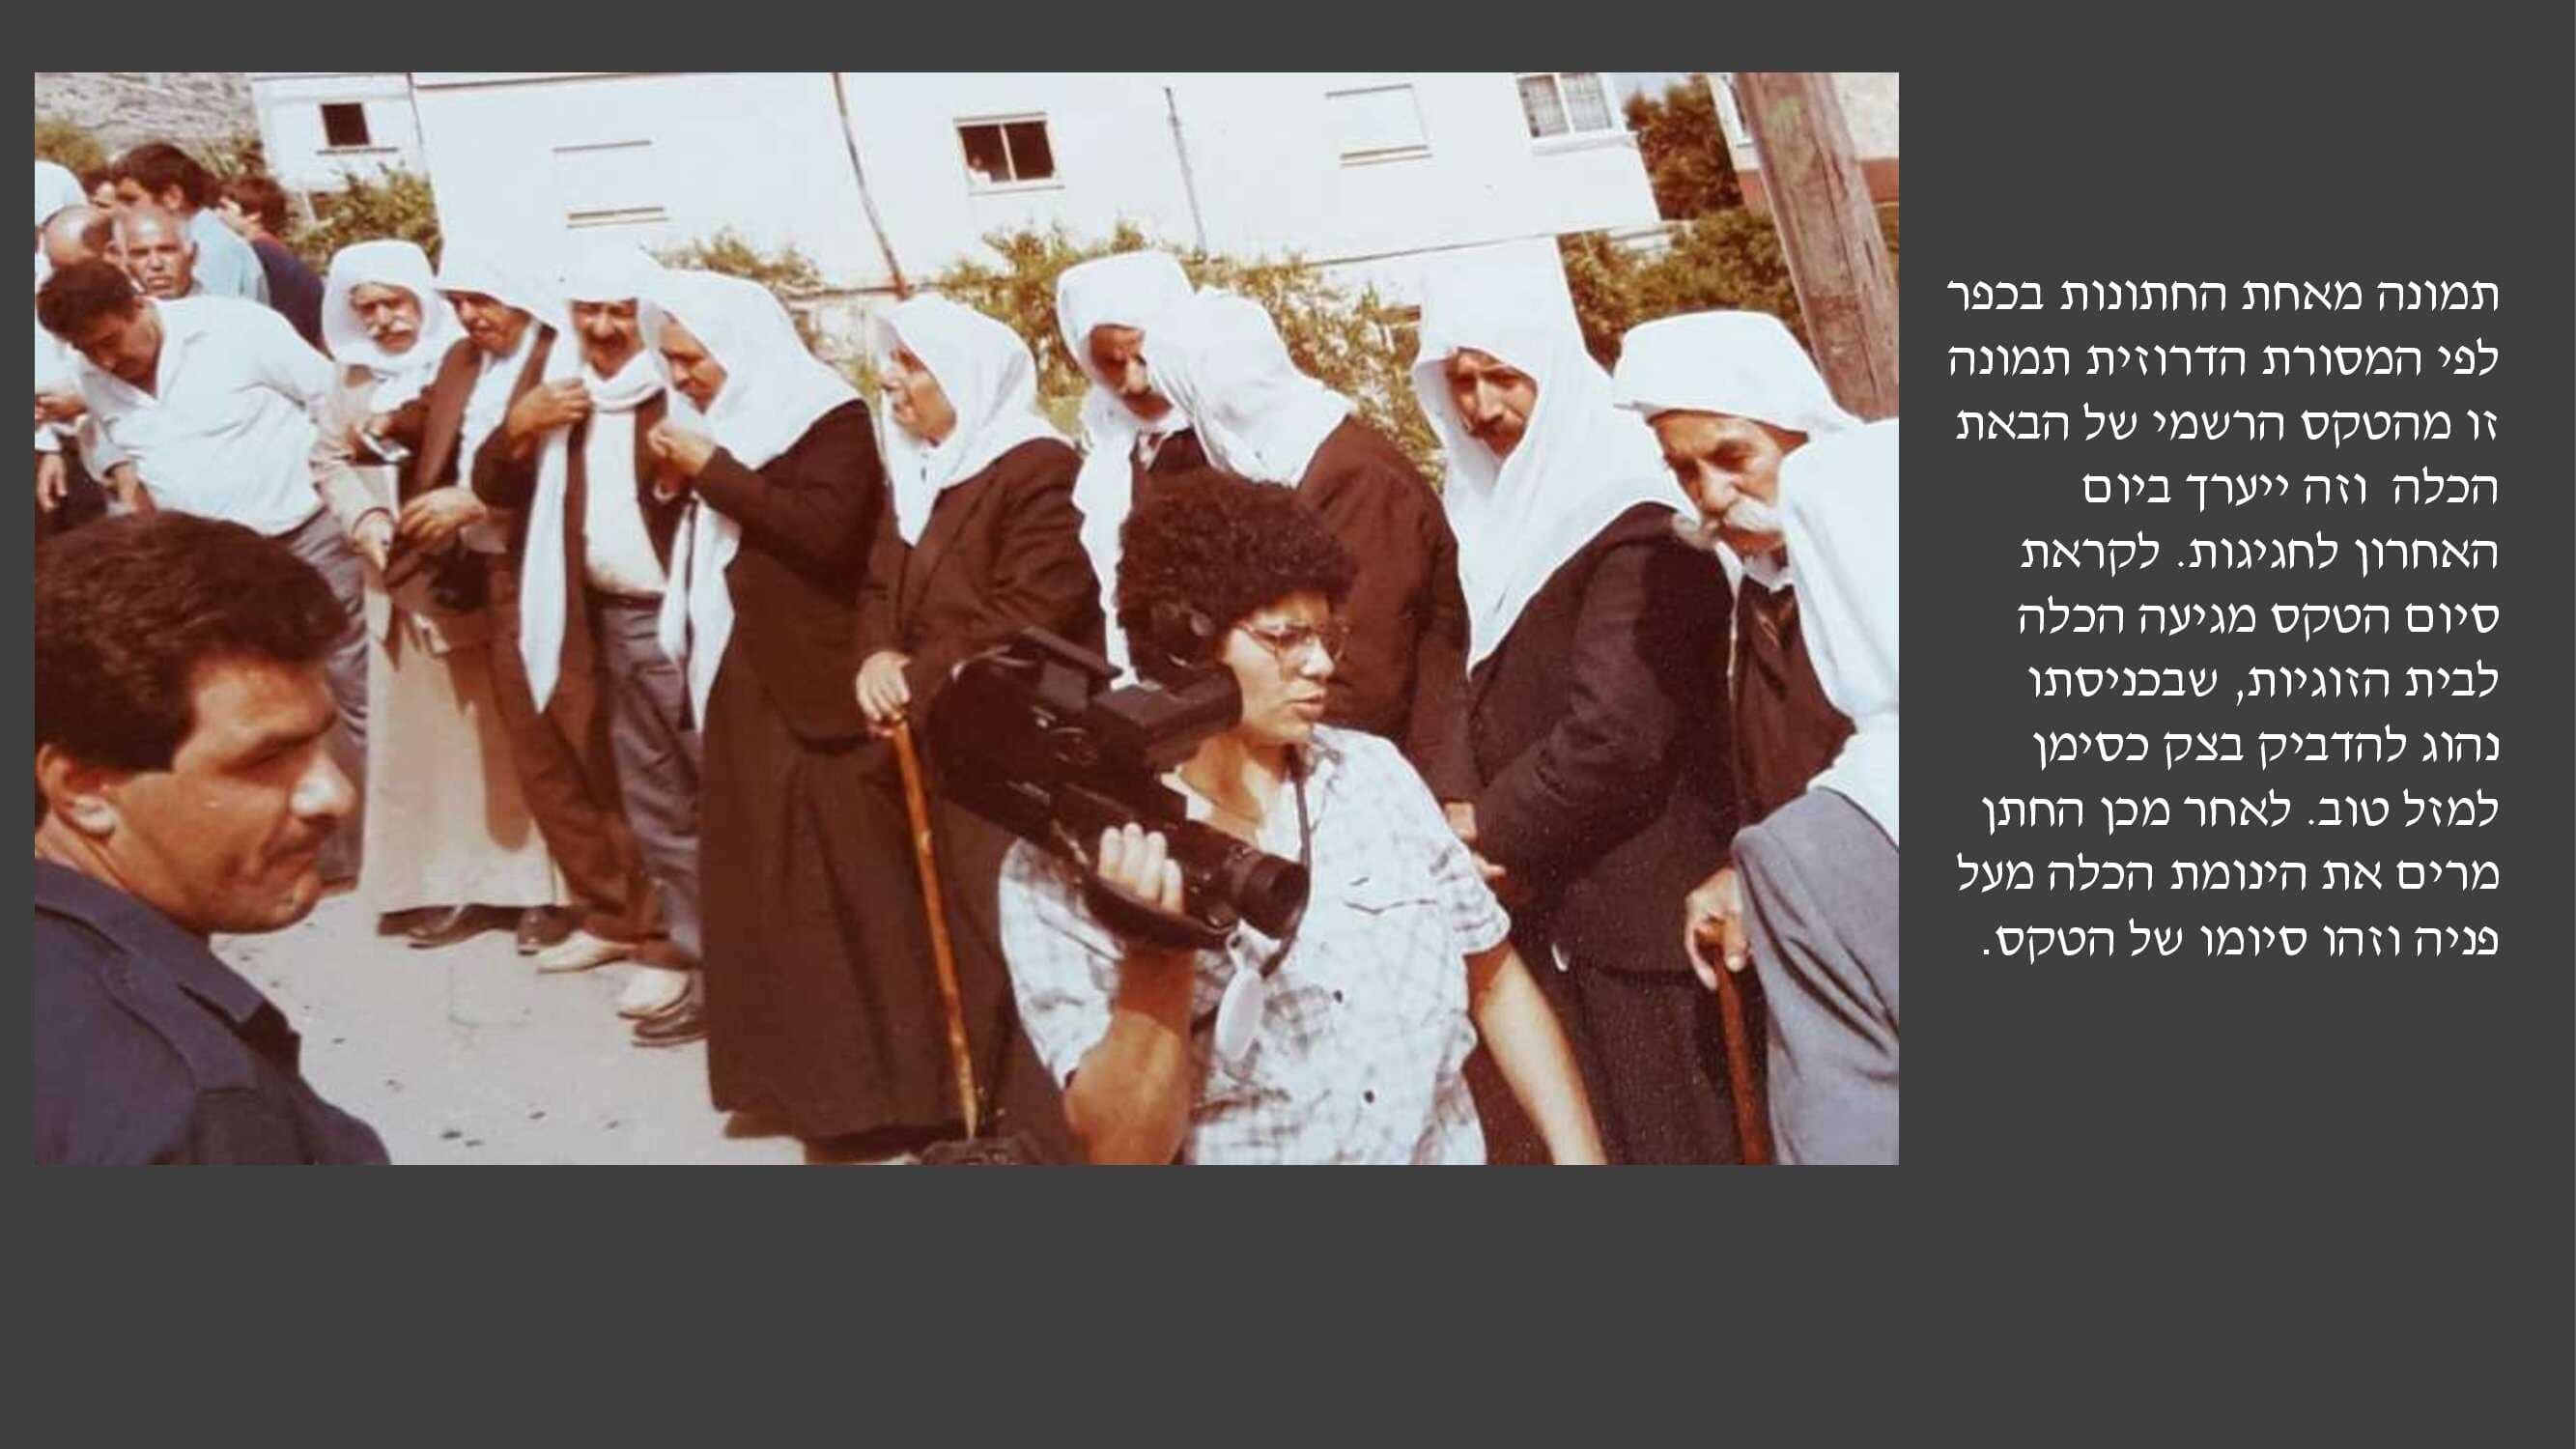 תמונה מאחת החתונות בכפר
לפי המסורת הדרוזית תמונה
זו מהטקס הרשמי של הבאת
הכלה  וזה ייערך ביום
האחרון לחגיגות. לקראת
סיום הטקס מגיעה הכלה
לבית הזוגיות, שבכניסתו
נהוג להדביק בצק כסימן
למזל טוב. לאחר מכן החתן
מרים את הינומת הכלה מעל
פניה וזהו סיומו של הטקס.